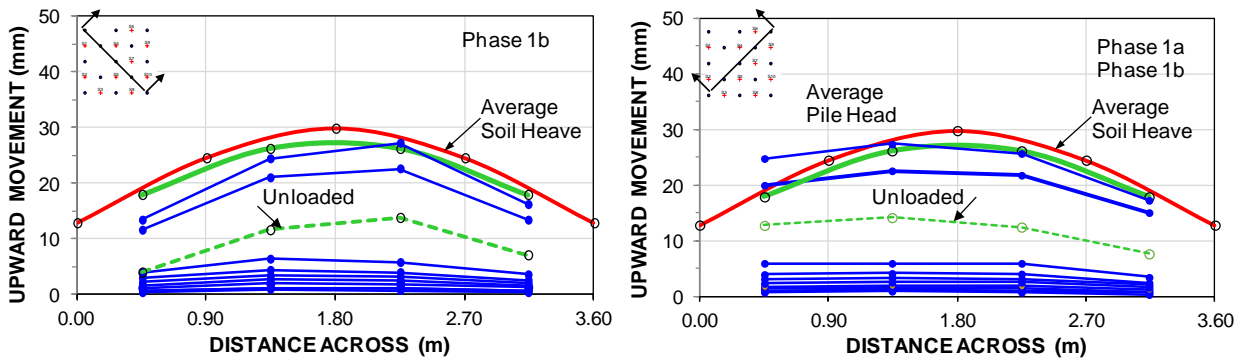 UPWARD MOVEMENT (mm)
50
40
30
20
10
0
Phase 1b
Average
Soil Heave
Unloaded
0.00 0.90 1.80 2.70 3.60
DISTANCE ACROSS (m)
UPWARD MOVEMENT (mm)
50
40
30
20
10
0
Phase 1a
Phase 1b
Average
Pile Head
Average
Soil Heave
Unloaded
0.00 0.90 1.80 2.70 3.60
DISTANCE ACROSS (m)